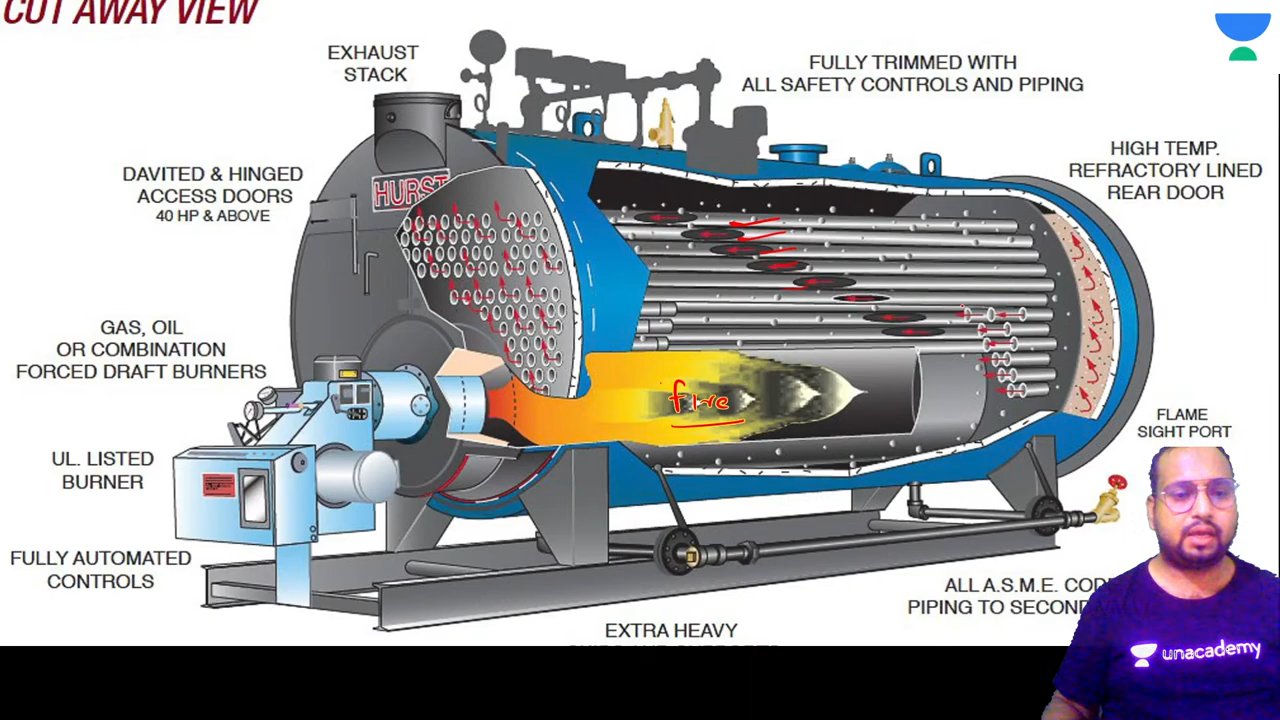 CUT AWAY VIEW
EXHAUST
STACK
FULLY TRIMMED WITH
ALL SAFETY CONTROLS AND PIPING
HIGH TEMP.
REFRACTORY LINED
REAR DOOR
DAVITED & HINGED
ACCESS DOORS
40 HP & ABOVE
HURST
GAS, OIL
OR COMBINATION
FORCED DRAFT BURNERS
fire
FLAME
SIGHT PORT
UL. LISTED
BURNER
FULLY AUTOMATED
CONTROLS
ALL A.S.M.E.
PIPING TO
EXTRA HEAVY
unacademy